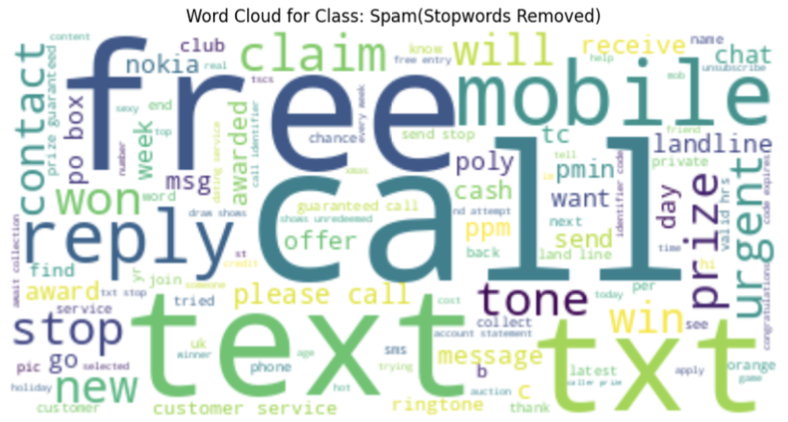 Word Cloud for Class: Spam(Stopwords Removed)
content
club
claim
know
will
receive
name
nokia
real
free entry
help
chat
unsubscribe
contact
prize guaranteed
free
tscs
mobile
mob
po box
sexy
end
top
number
week
awarded
call identifier
chance
every week
send stop
tc
friend
landline
msg
dating service
xmas
poly
pmin
tell
private
won
word
call
cash
want
identifier code
day
prize
urgent
valid hrs
code expires
draw shows
guaranteed call
shows unredeemed
nd attempt
next
reply
offer
ppm
send
time
await collection
find
yr
join
st
credit
back
land line
hi
award
txt stop
tried
someone
please call
cost
tone
today
per
win
see
congratulations
service
stop
text
account statement
collect
txt
go
uk
winner
age
sms
trying
message
b
latest
orange
pic
selected
phone
hot
auction
c
caller prize
apply
game
holiday
new
customer
customer service
ringtone
thank